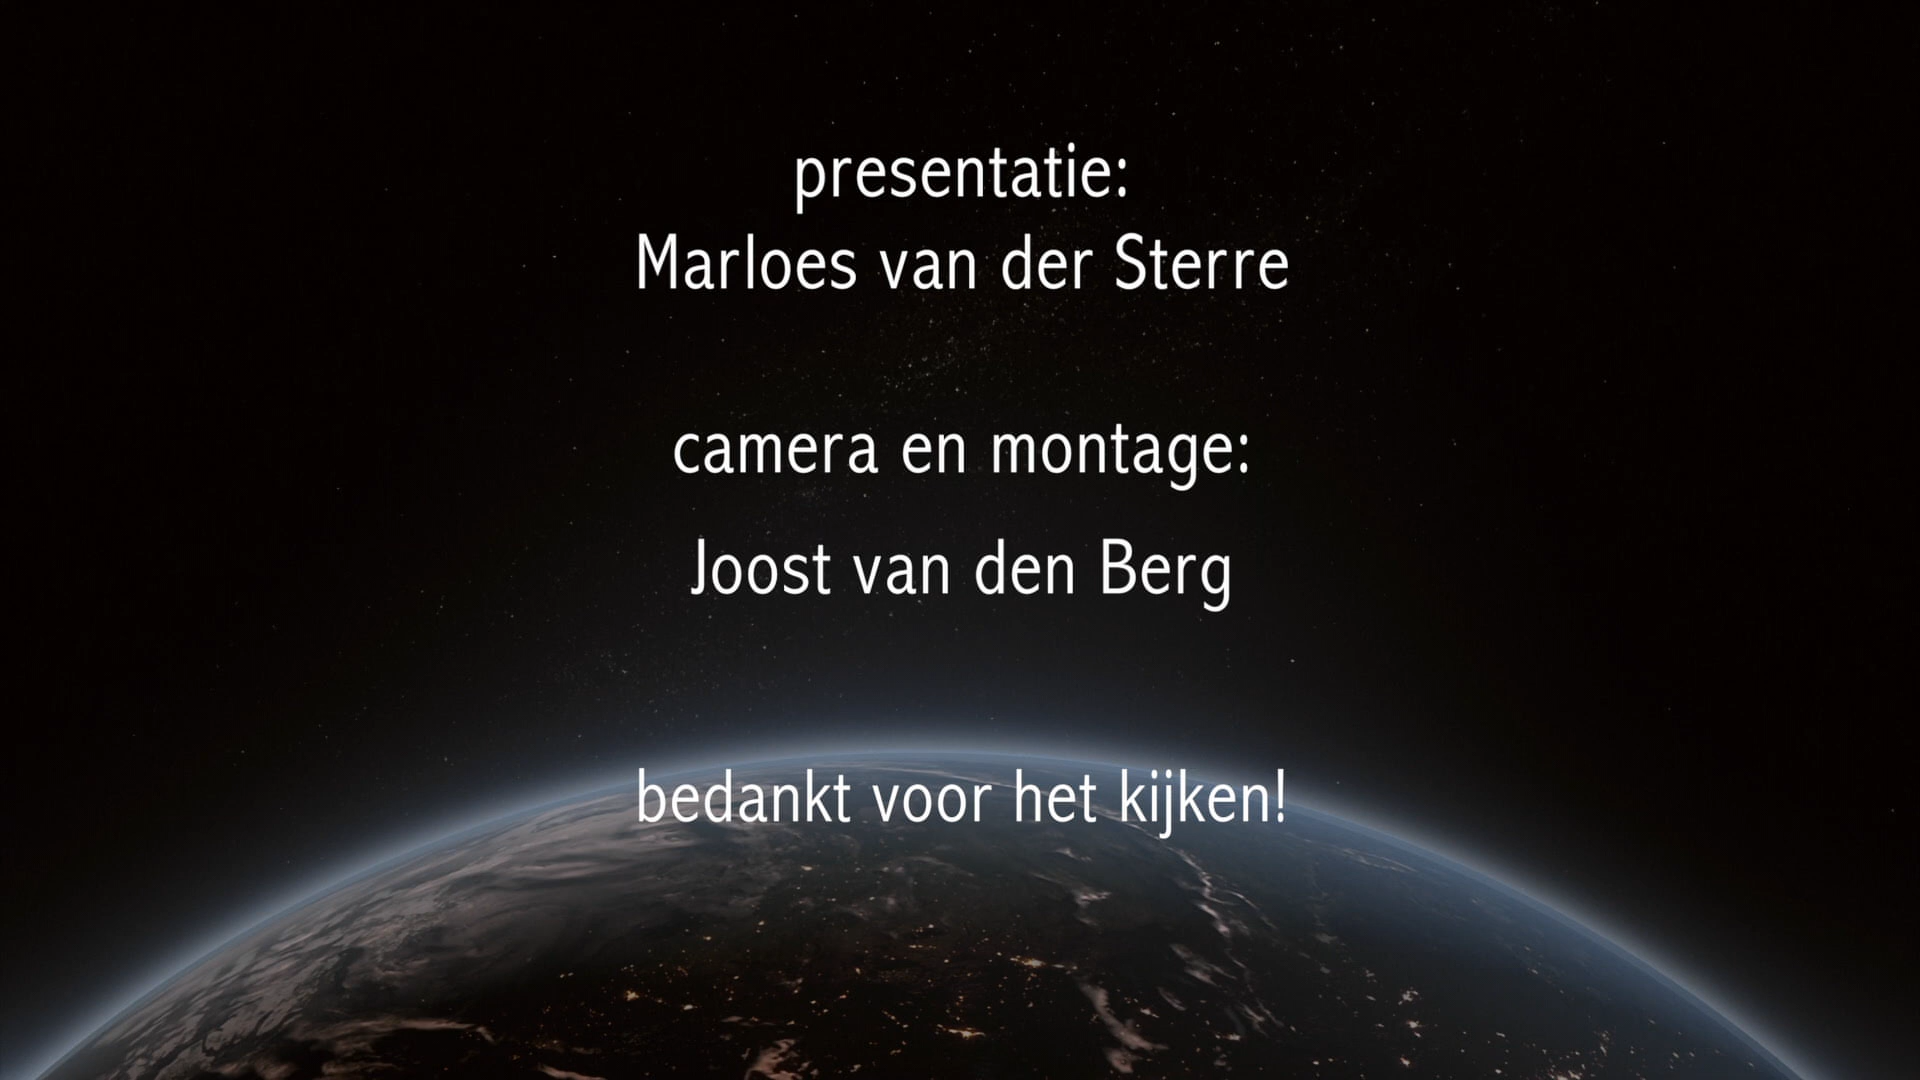 presentatie:
Marloes van der Sterre
camera en montage:
Joost van den Berg
bedankt voor het kijken!